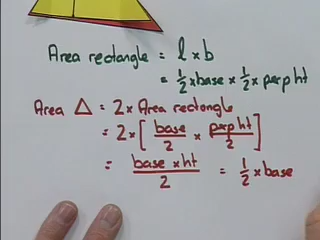 Area rectangle = l × b
= 1/2 × base × 1/2 × perp ht
Area Δ = 2 × Area rectangle
= 2 × [ base/2 × perp ht/2 ]
= base × ht / 2 = 1/2 × base